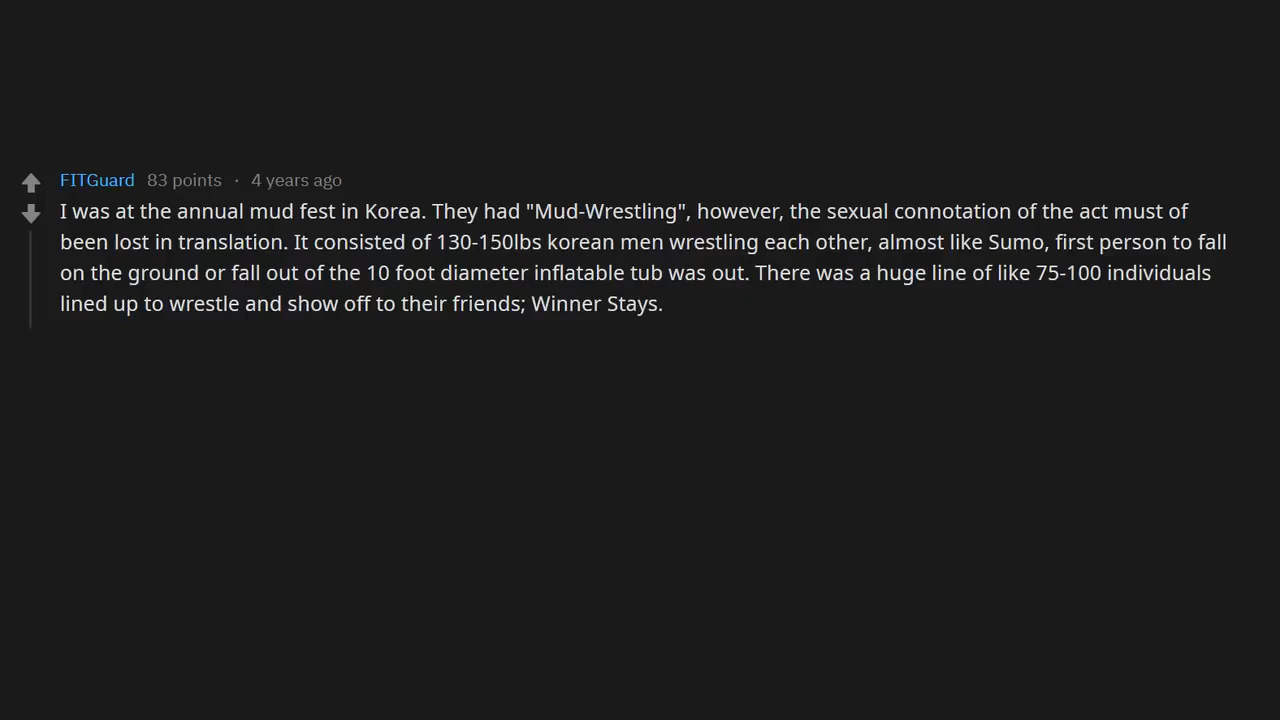 FITGuard 83 points · 4 years ago
I was at the annual mud fest in Korea. They had "Mud-Wrestling", however, the sexual connotation of the act must of
been lost in translation. It consisted of 130-150lbs korean men wrestling each other, almost like Sumo, first person to fall
on the ground or fall out of the 10 foot diameter inflatable tub was out. There was a huge line of like 75-100 individuals
lined up to wrestle and show off to their friends; Winner Stays.